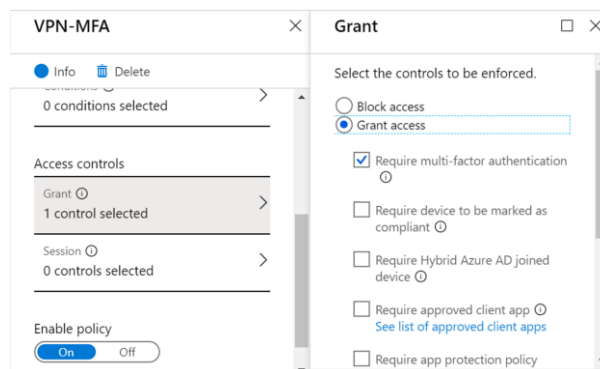 VPN-MFA
Info Delete
Conditions
0 conditions selected
Access controls
Grant
1 control selected
Session
0 controls selected
Enable policy
On Off
Grant
Select the controls to be enforced.
Block access
Grant access
Require multi-factor authentication
Require device to be marked as
compliant
Require Hybrid Azure AD joined
device
Require approved client app
See list of approved client apps
Require app protection policy